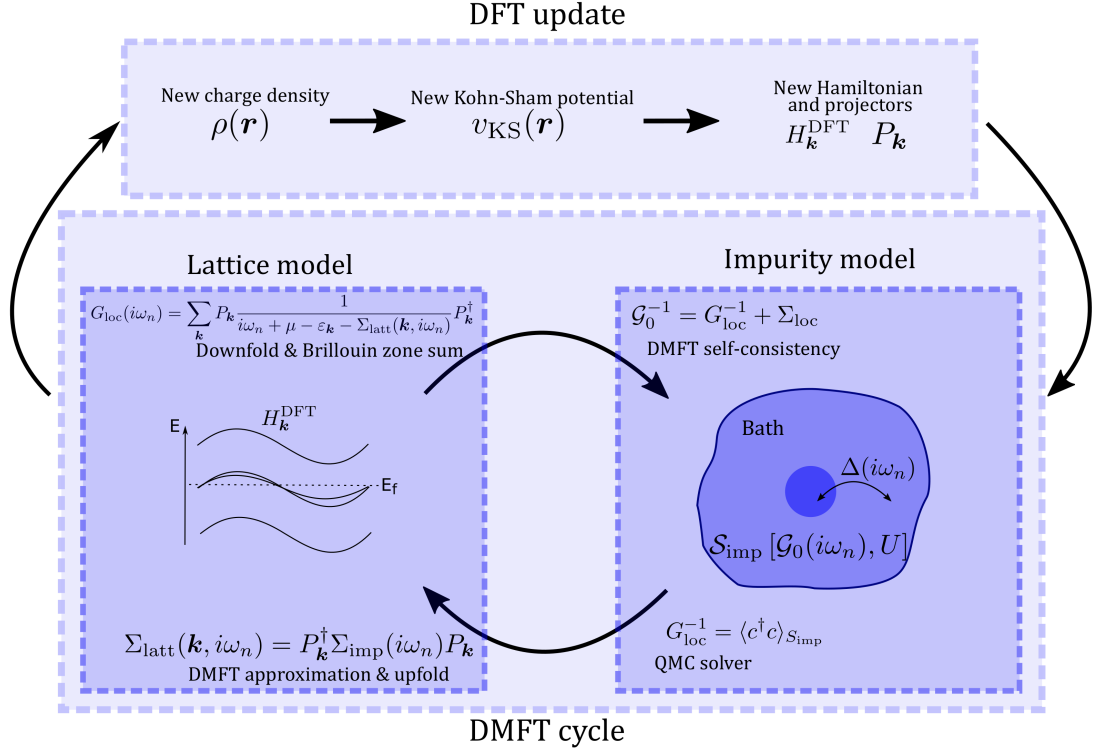 DFT update
New charge density
ρ(r)
New Kohn-Sham potential
v_KS(r)
New Hamiltonian
and projectors
H_k^DFT P_k
Lattice model
G_loc(iω_n) = ∑_k P_k 1/(iω_n + μ − ε_k − Σ_latt(k, iω_n)) P_k^†
Downfold & Brillouin zone sum
H_k^DFT
E
E_f
Σ_latt(k, iω_n) = P_k^† Σ_imp(iω_n) P_k
DMFT approximation & upfold
Impurity model
𝒢_0^{-1} = G_loc^{-1} + Σ_loc
DMFT self-consistency
Bath
Δ(iω_n)
𝒮_imp [𝒢_0(iω_n), U]
G_loc^{-1} = ⟨c^† c⟩_{S_imp}
QMC solver
DMFT cycle